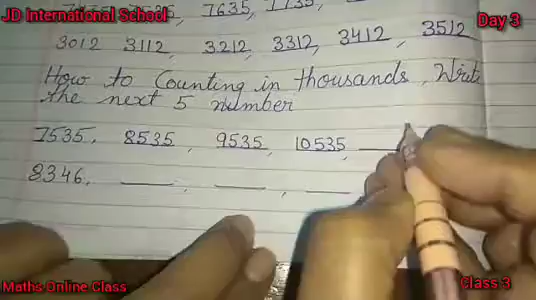 JD International School
Day 3
7635,
3012 3112, 3212, 3312, 3412, 3512
How to Counting in thousands, Write
the next 5 number
7535, 8535, 9535, 10535,
8346,
Maths Online Class
Class 3